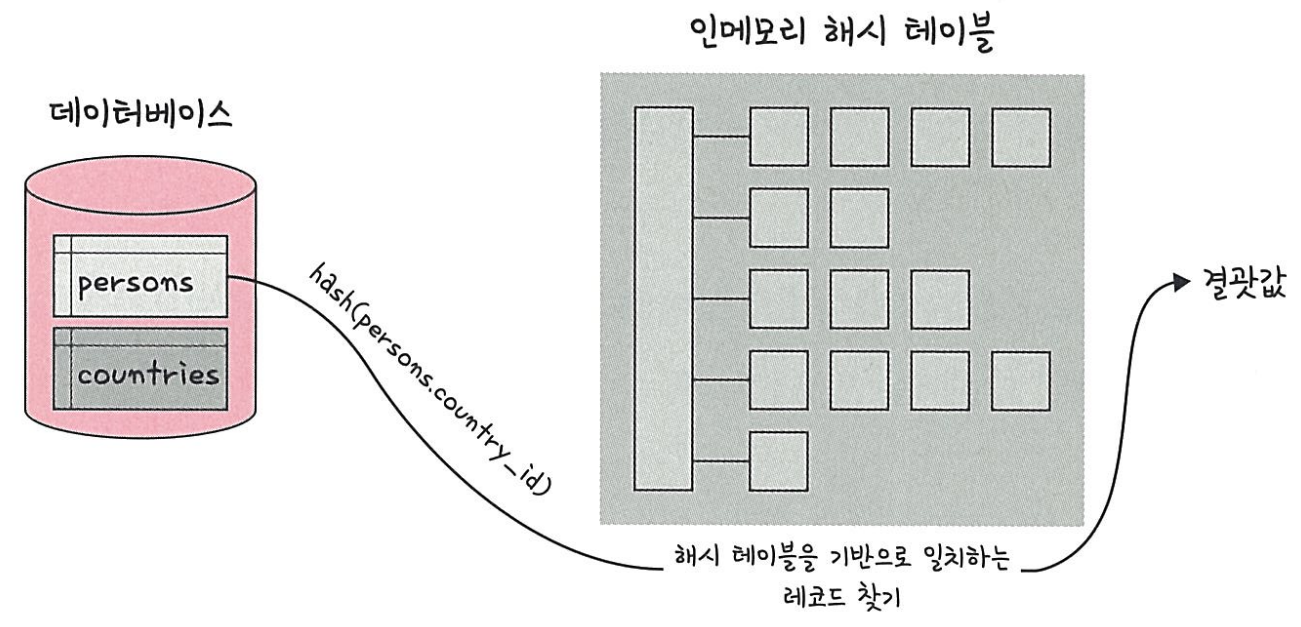 인메모리 해시 테이블
데이터베이스
persons
countries
hash(persons.country_id)
해시 테이블을 기반으로 일치하는
레코드 찾기
결괏값